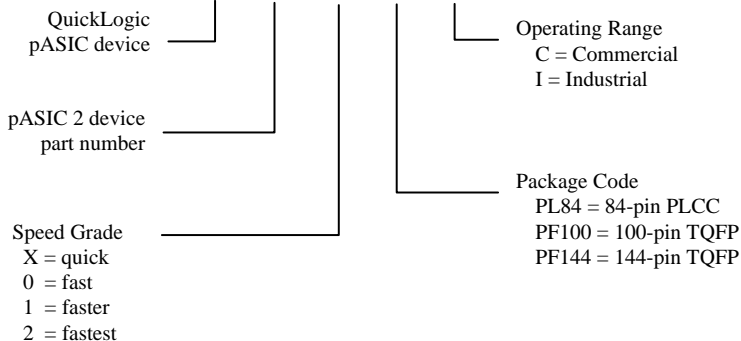 QuickLogic
pASIC device
pASIC 2 device
part number
Speed Grade
X = quick
0 = fast
1 = faster
2 = fastest
Operating Range
C = Commercial
I = Industrial
Package Code
PL84 = 84-pin PLCC
PF100 = 100-pin TQFP
PF144 = 144-pin TQFP